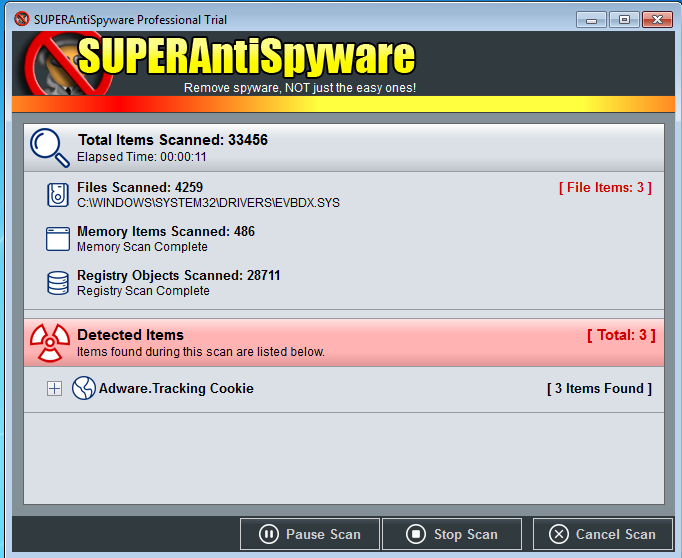 SUPERAntiSpyware Professional Trial
SUPERAntiSpyware
Remove spyware, NOT just the easy ones!
Total Items Scanned: 33456
Elapsed Time: 00:00:11
Files Scanned: 4259 [ File Items: 3 ]
C:\WINDOWS\SYSTEM32\DRIVERS\EVBDX.SYS
Memory Items Scanned: 486
Memory Scan Complete
Registry Objects Scanned: 28711
Registry Scan Complete
Detected Items [ Total: 3 ]
Items found during this scan are listed below.
Adware.Tracking Cookie [ 3 Items Found ]
Pause Scan Stop Scan Cancel Scan